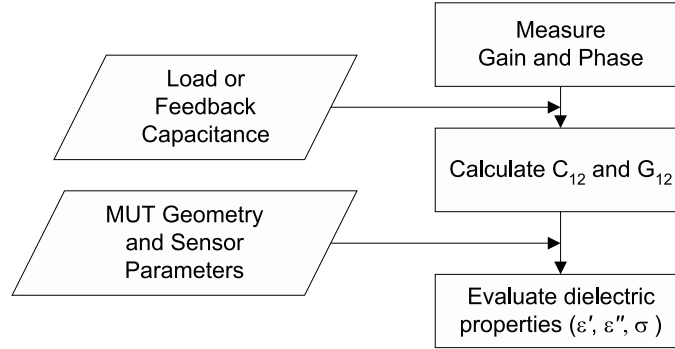 Measure
Gain and Phase
Load or
Feedback
Capacitance
Calculate C₁₂ and G₁₂
MUT Geometry
and Sensor
Parameters
Evaluate dielectric
properties (ε′, ε″, σ )